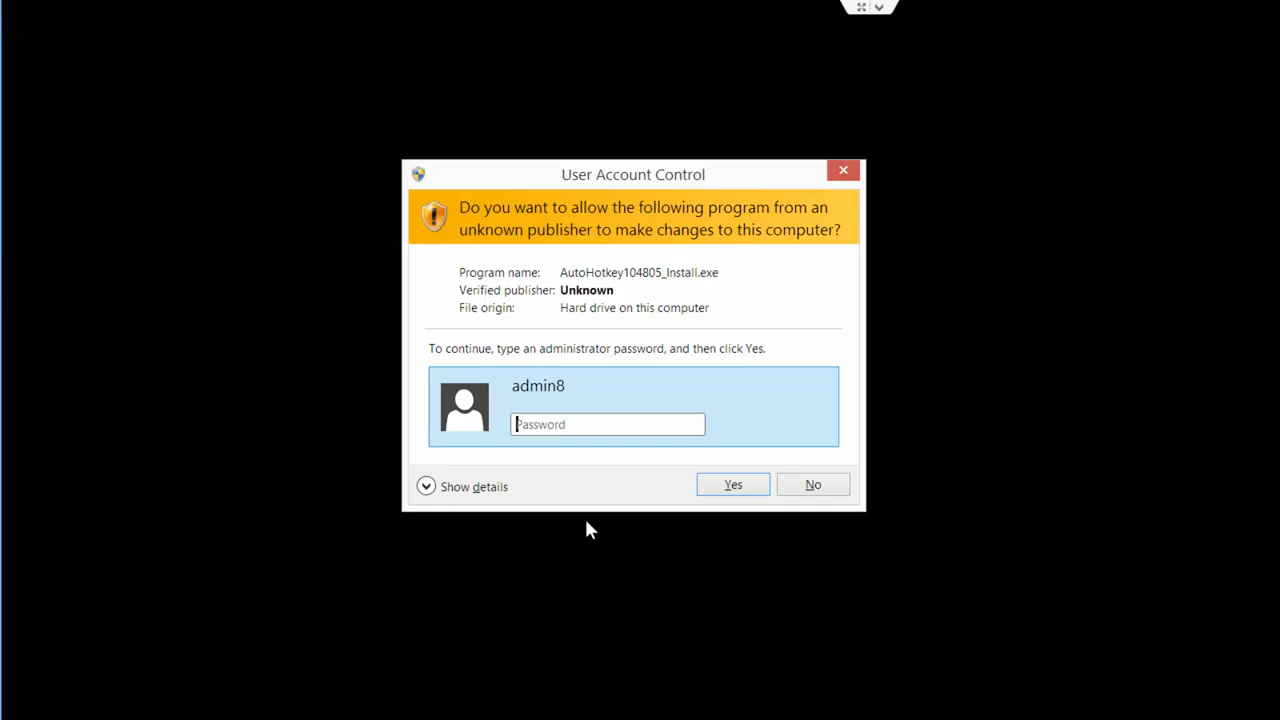 User Account Control
Do you want to allow the following program from an
unknown publisher to make changes to this computer?
Program name: AutoHotkey104805_Install.exe
Verified publisher: Unknown
File origin: Hard drive on this computer
To continue, type an administrator password, and then click Yes.
admin8
Password
Show details
Yes
No